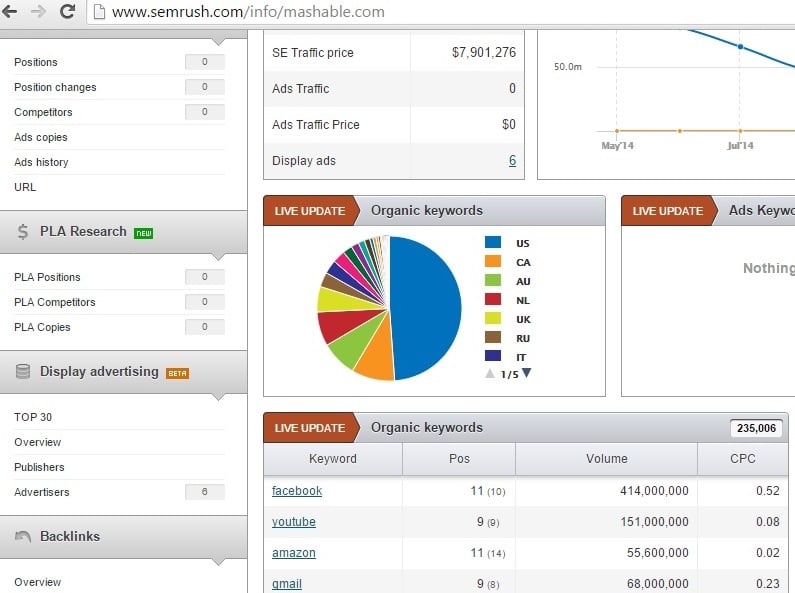 www.semrush.com/info/mashable.com
Positions 0
Position changes 0
Competitors 0
Ads copies
Ads history
URL
PLA Research NEW
PLA Positions 0
PLA Competitors 0
PLA Copies 0
Display advertising BETA
TOP 30
Overview
Publishers
Advertisers 6
Backlinks
Overview
SE Traffic price $7,901,276
Ads Traffic 0
Ads Traffic Price $0
Display ads 6
50.0m
May'14 Jul'14
LIVE UPDATE Organic keywords
US
CA
AU
NL
UK
RU
IT
1/5
LIVE UPDATE Ads Keywo
Nothing
LIVE UPDATE Organic keywords 235,006
Keyword Pos Volume CPC
facebook 11 (10) 414,000,000 0.52
youtube 9 (9) 151,000,000 0.08
amazon 11 (14) 55,600,000 0.02
gmail 9 (8) 68,000,000 0.23